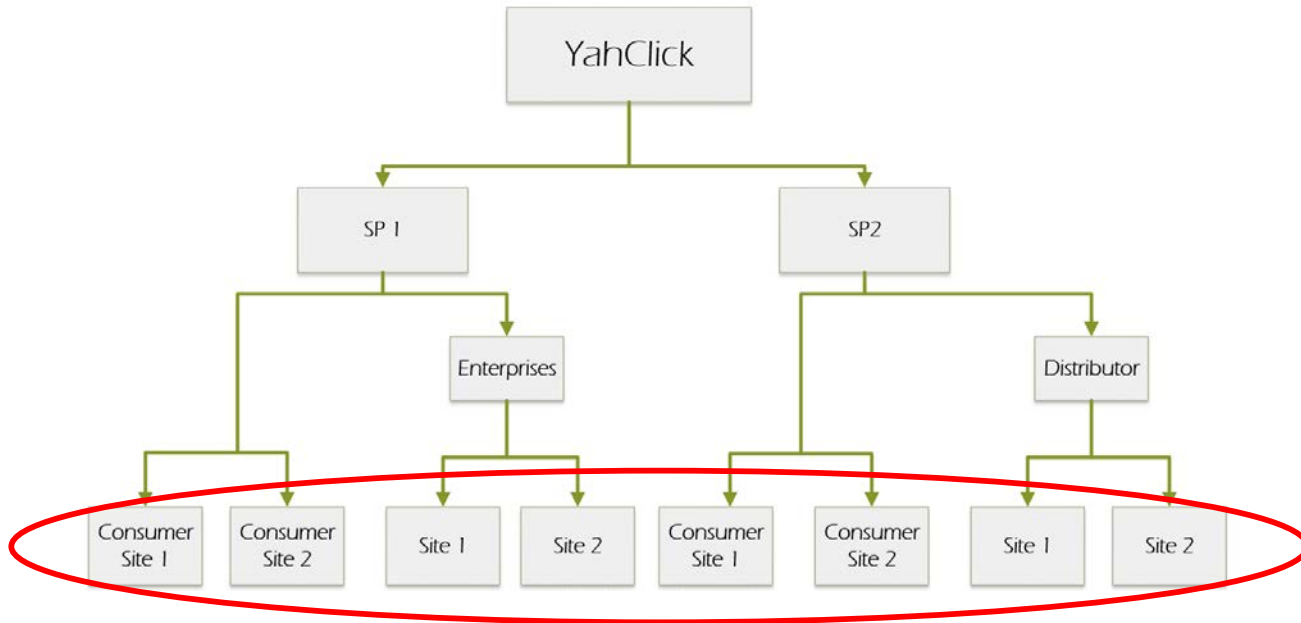 YahClick
SP 1
SP2
Enterprises
Distributor
Consumer
Site 1
Consumer
Site 2
Site 1
Site 2
Consumer
Site 1
Consumer
Site 2
Site 1
Site 2